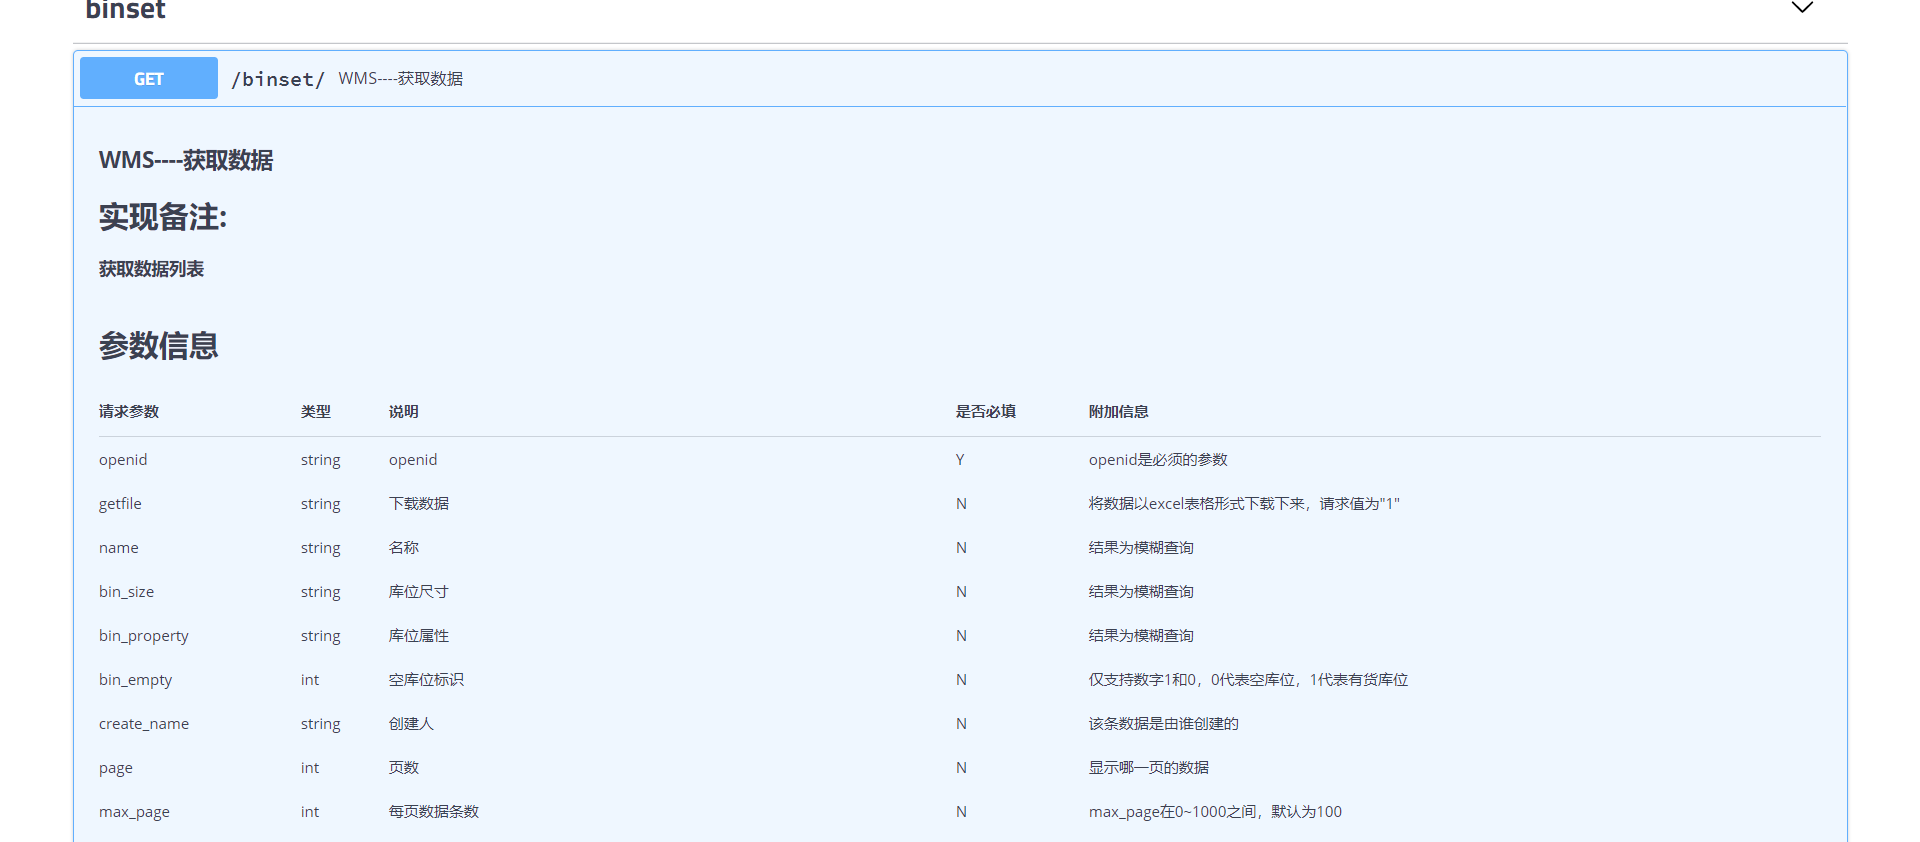 binset
GET /binset/ WMS----获取数据
WMS----获取数据
实现备注:
获取数据列表
参数信息
请求参数 类型 说明 是否必填 附加信息
openid string openid Y openid是必须的参数
getfile string 下载数据 N 将数据以excel表格形式下载下来，请求值为"1"
name string 名称 N 结果为模糊查询
bin_size string 库位尺寸 N 结果为模糊查询
bin_property string 库位属性 N 结果为模糊查询
bin_empty int 空库位标识 N 仅支持数字1和0，0代表空库位，1代表有货库位
create_name string 创建人 N 该条数据是由谁创建的
page int 页数 N 显示哪一页的数据
max_page int 每页数据条数 N max_page在0~1000之间，默认为100